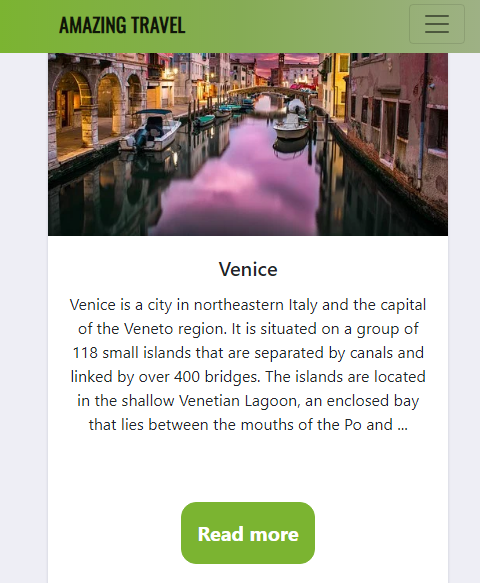 AMAZING TRAVEL
Venice
Venice is a city in northeastern Italy and the capital
of the Veneto region. It is situated on a group of
118 small islands that are separated by canals and
linked by over 400 bridges. The islands are located
in the shallow Venetian Lagoon, an enclosed bay
that lies between the mouths of the Po and ...
Read more